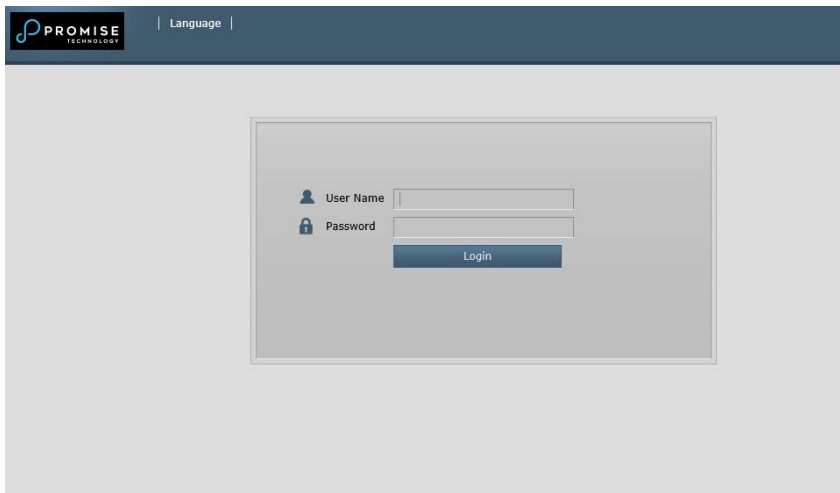 PROMISE
TECHNOLOGY
| Language |
User Name
Password
Login